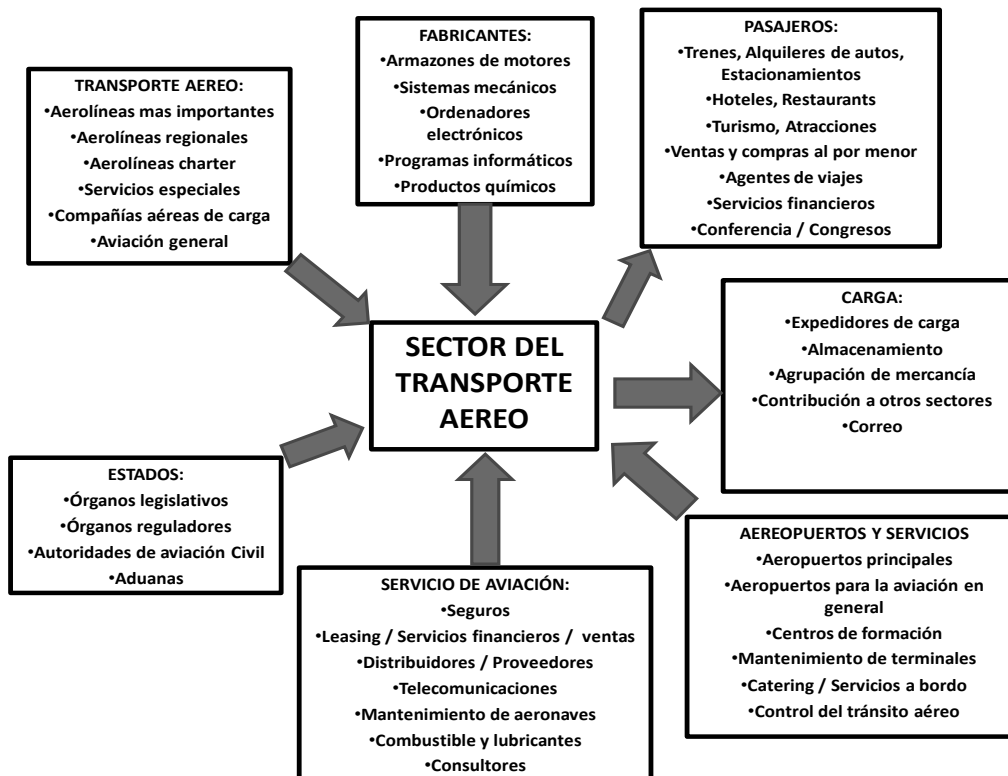 TRANSPORTE AEREO:
•Aerolíneas mas importantes
•Aerolíneas regionales
•Aerolíneas charter
•Servicios especiales
•Compañías aéreas de carga
•Aviación general
FABRICANTES:
•Armazones de motores
•Sistemas mecánicos
•Ordenadores
electrónicos
•Programas informáticos
•Productos químicos
PASAJEROS:
•Trenes, Alquileres de autos,
Estacionamientos
•Hoteles, Restaurants
•Turismo, Atracciones
•Ventas y compras al por menor
•Agentes de viajes
•Servicios financieros
•Conferencia / Congresos
SECTOR DEL
TRANSPORTE
AEREO
CARGA:
•Expedidores de carga
•Almacenamiento
•Agrupación de mercancía
•Contribución a otros sectores
•Correo
ESTADOS:
•Órganos legislativos
•Órganos reguladores
•Autoridades de aviación Civil
•Aduanas
SERVICIO DE AVIACIÓN:
•Seguros
•Leasing / Servicios financieros / ventas
•Distribuidores / Proveedores
•Telecomunicaciones
•Mantenimiento de aeronaves
•Combustible y lubricantes
•Consultores
AEREOPUERTOS Y SERVICIOS
•Aeropuertos principales
•Aeropuertos para la aviación en
general
•Centros de formación
•Mantenimiento de terminales
•Catering / Servicios a bordo
•Control del tránsito aéreo